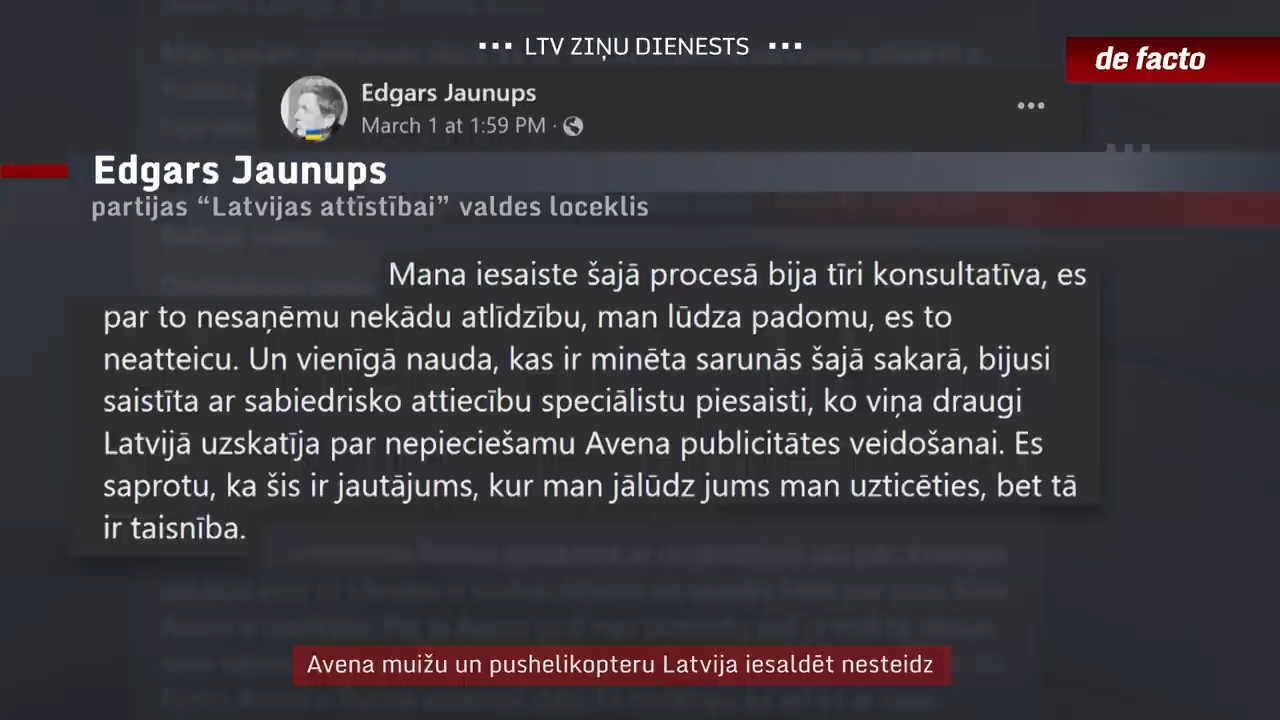 LTV ZIŅU DIENESTS
de facto
Edgars Jaunups
March 1 at 1:59 PM ·
Edgars Jaunups
partijas “Latvijas attīstībai” valdes loceklis
Mana iesaiste šajā procesā bija tīri konsultatīva, es
par to nesaņēmu nekādu atlīdzību, man lūdza padomu, es to
neatteicu. Un vienīgā nauda, kas ir minēta sarunās šajā sakarā, bijusi
saistīta ar sabiedrisko attiecību speciālistu piesaisti, ko viņa draugi
Latvijā uzskatīja par nepieciešamu Avena publicitātes veidošanai. Es
saprotu, ka šis ir jautājums, kur man jālūdz jums man uzticēties, bet tā
ir taisnība.
Avena muižu un pushelikopteru Latvija iesaldēt nesteidz